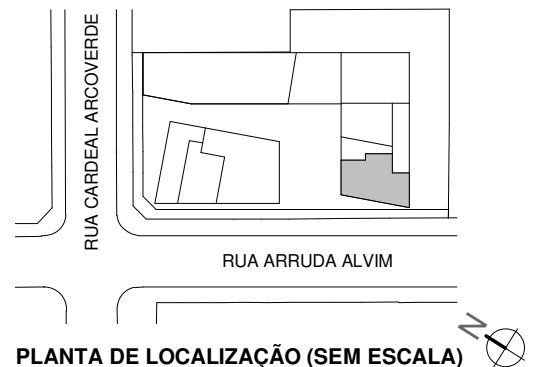 RUA CARDEAL ARCOVERDE
RUA ARRUDA ALVIM
PLANTA DE LOCALIZAÇÃO (SEM ESCALA)
N